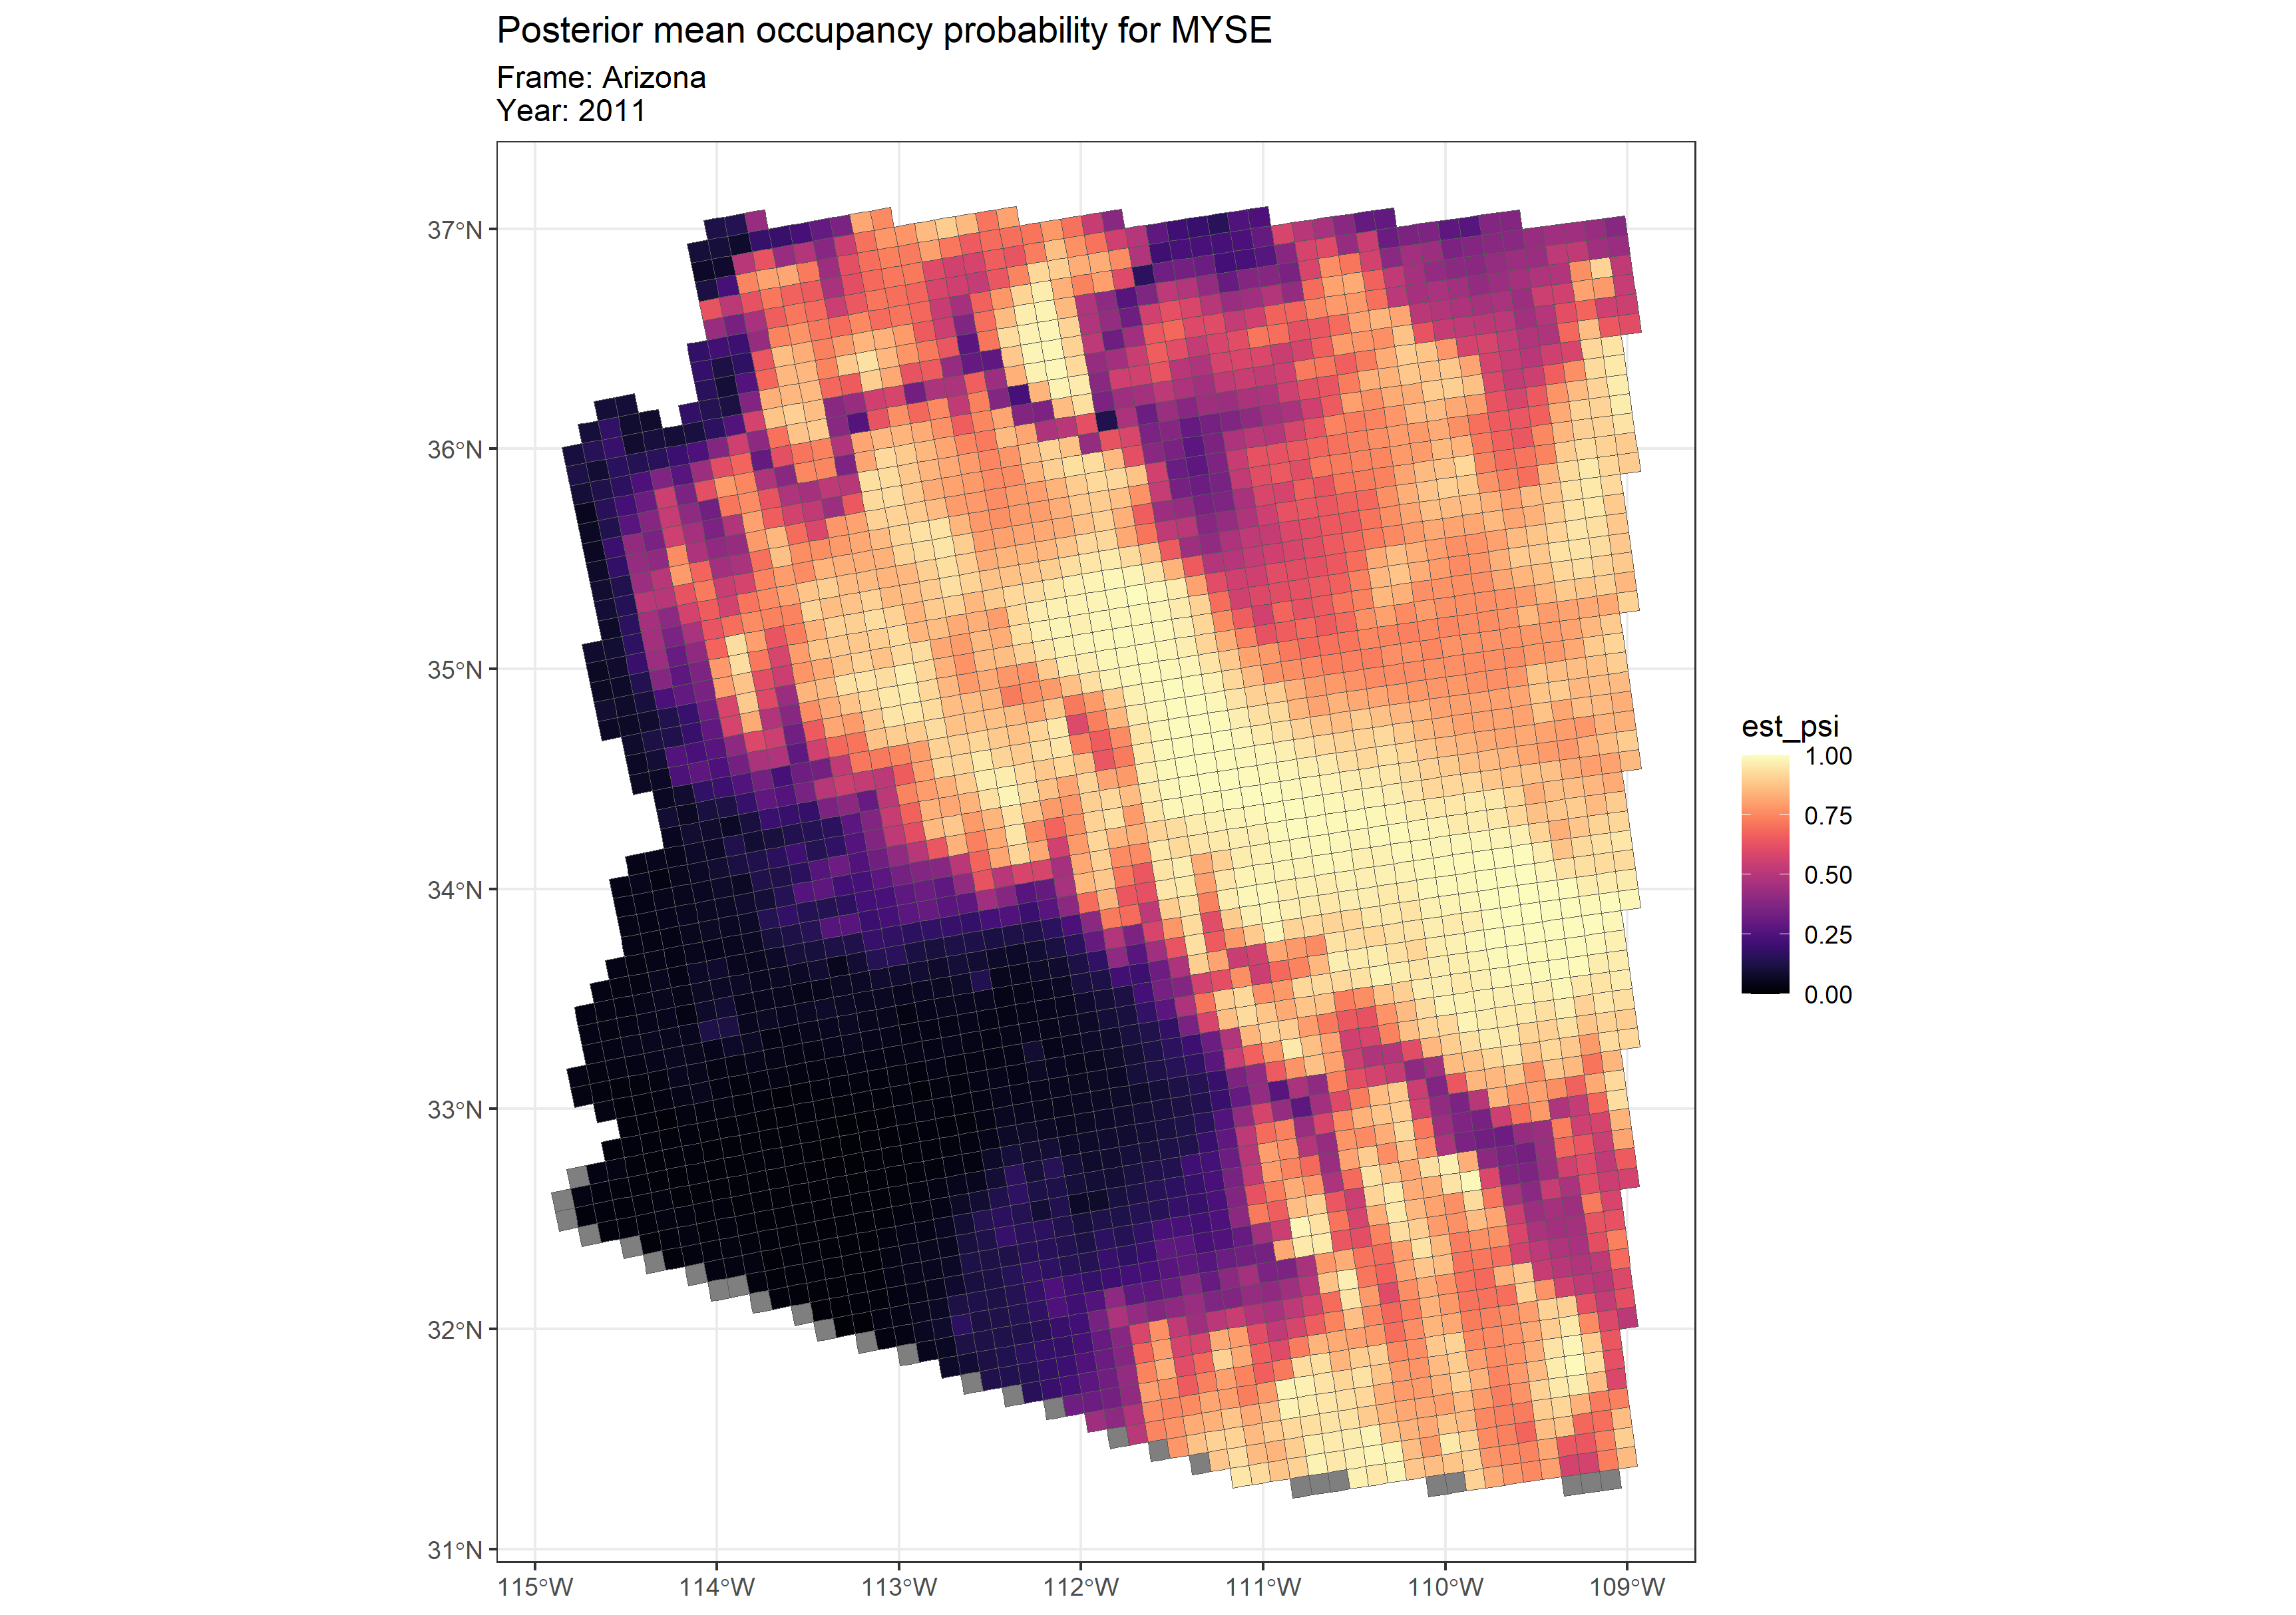 Posterior mean occupancy probability for MYSE
Frame: Arizona
Year: 2011
37°N
36°N
35°N
34°N
33°N
32°N
31°N
115°W 114°W 113°W 112°W 111°W 110°W 109°W
est_psi
1.00
0.75
0.50
0.25
0.00